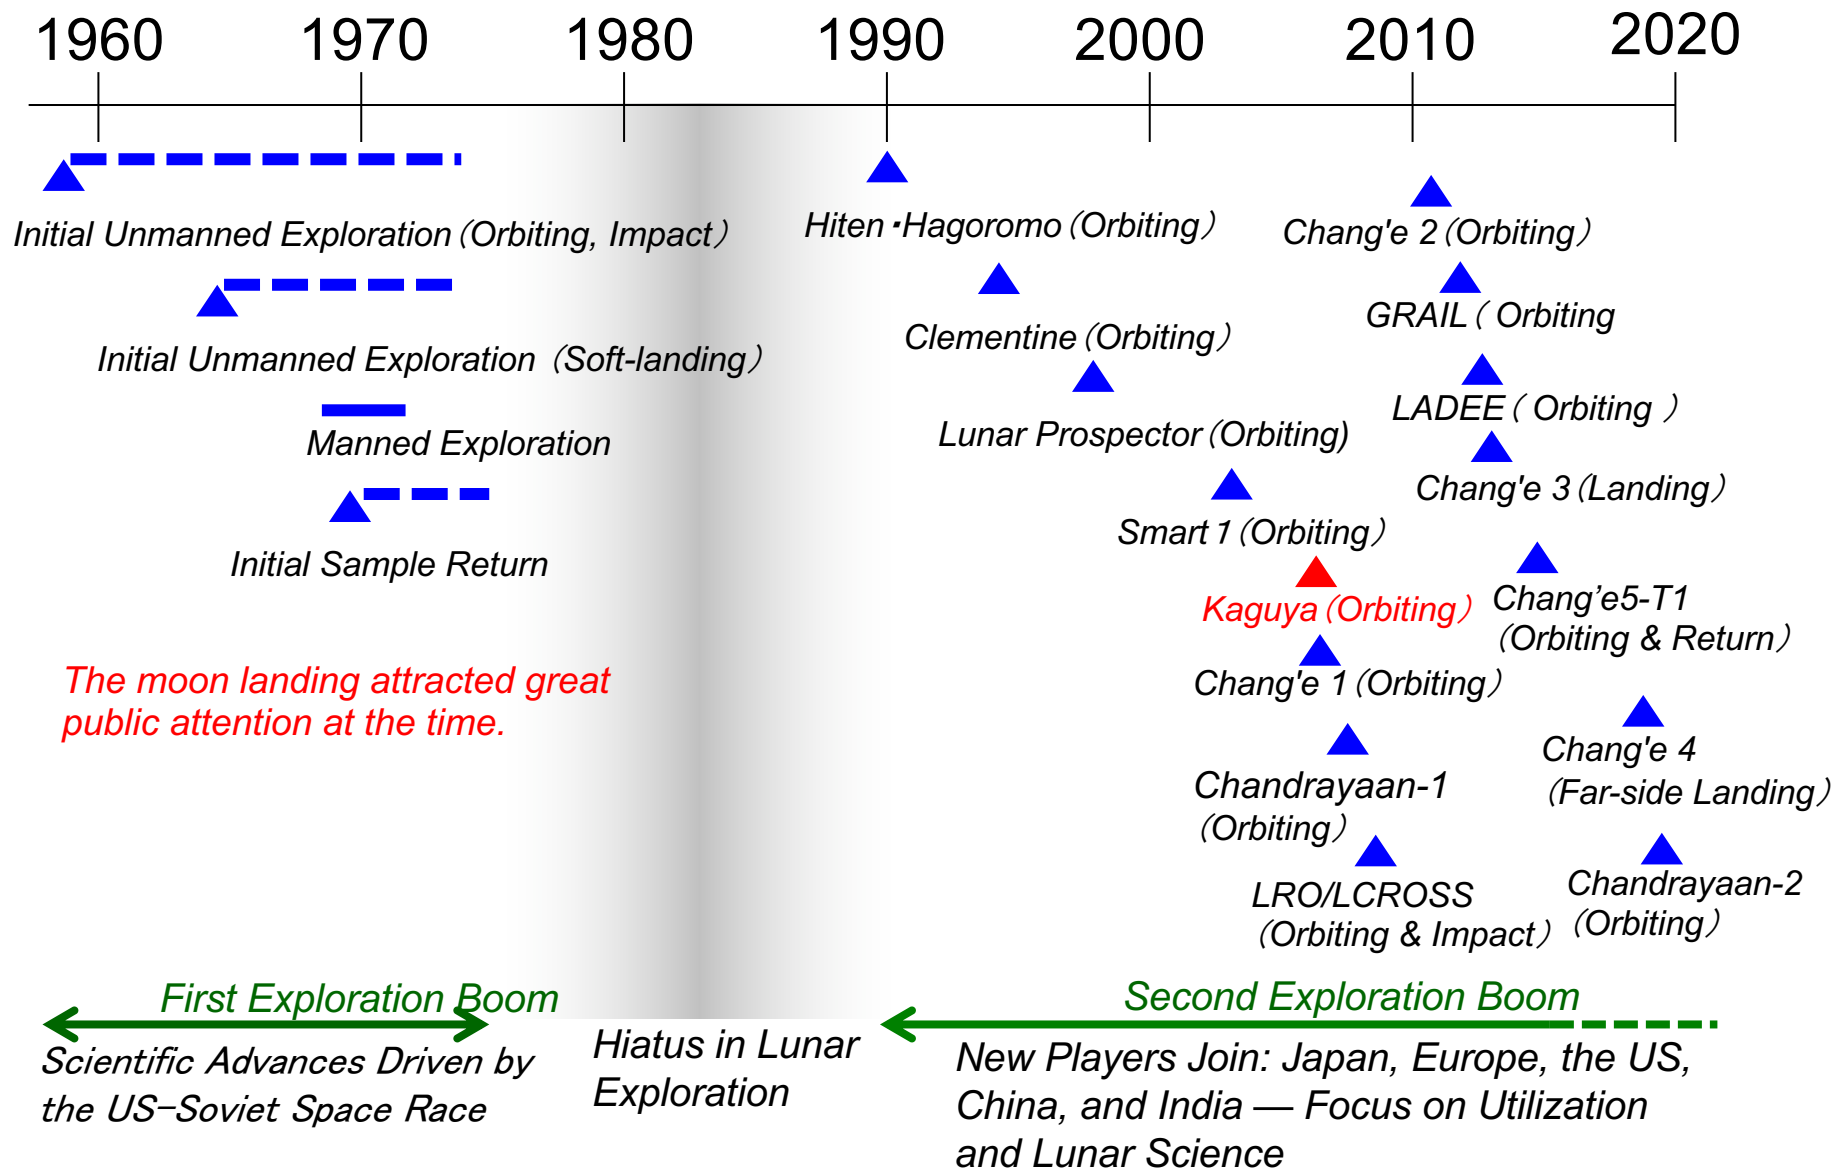 1960 1970 1980 1990 2000 2010 2020
Initial Unmanned Exploration（Orbiting, Impact）
Initial Unmanned Exploration（Soft-landing）
Manned Exploration
Initial Sample Return
The moon landing attracted great
public attention at the time.
Hiten・Hagoromo（Orbiting）
Clementine（Orbiting）
Lunar Prospector（Orbiting)
Smart 1（Orbiting）
Kaguya（Orbiting）
Chang'e 1（Orbiting）
Chandrayaan-1
（Orbiting）
LRO/LCROSS
（Orbiting & Impact）
Chang'e 2（Orbiting）
GRAIL（ Orbiting
LADEE（ Orbiting ）
Chang'e 3（Landing）
Chang’e5-T1
（Orbiting & Return）
Chang'e 4
（Far-side Landing）
Chandrayaan-2
（Orbiting）
First Exploration Boom
Scientific Advances Driven by
the US–Soviet Space Race
Hiatus in Lunar
Exploration
Second Exploration Boom
New Players Join: Japan, Europe, the US,
China, and India — Focus on Utilization
and Lunar Science